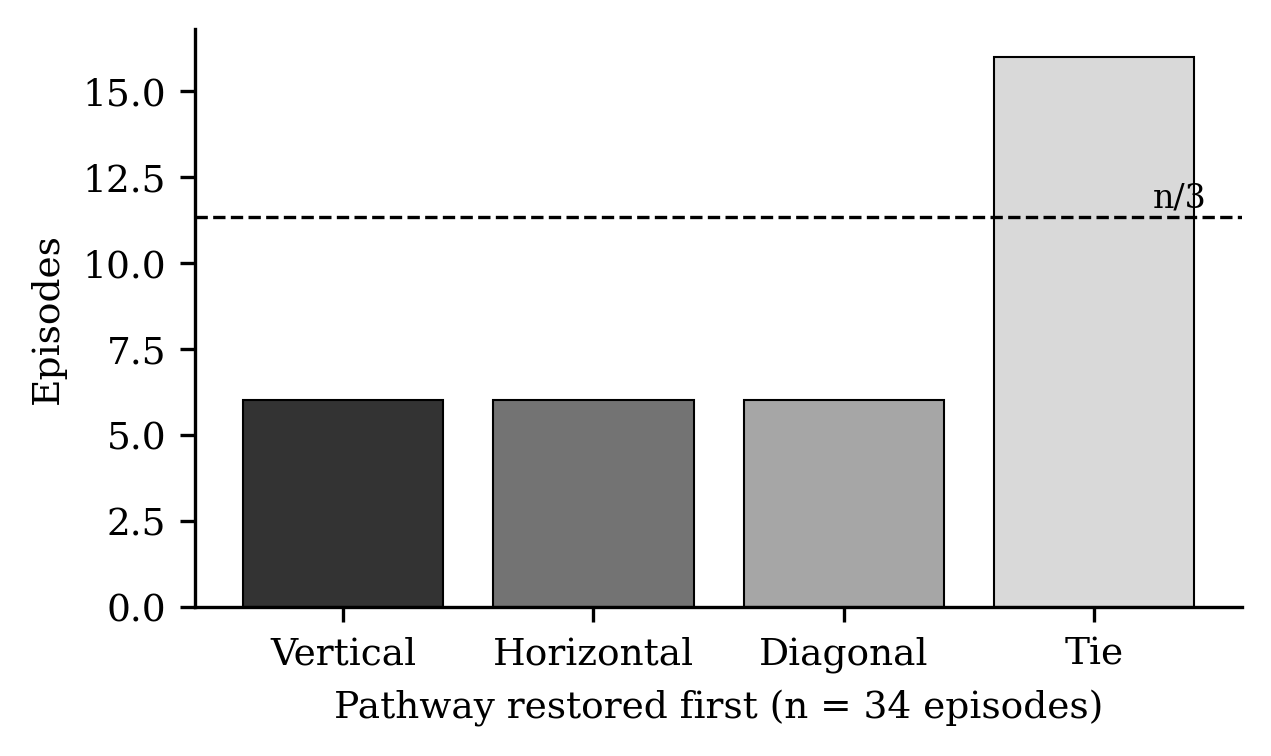 15.0
12.5
n/3
10.0
7.5
5.0
2.5
0.0
Episodes
Vertical Horizontal Diagonal Tie
Pathway restored first (n = 34 episodes)